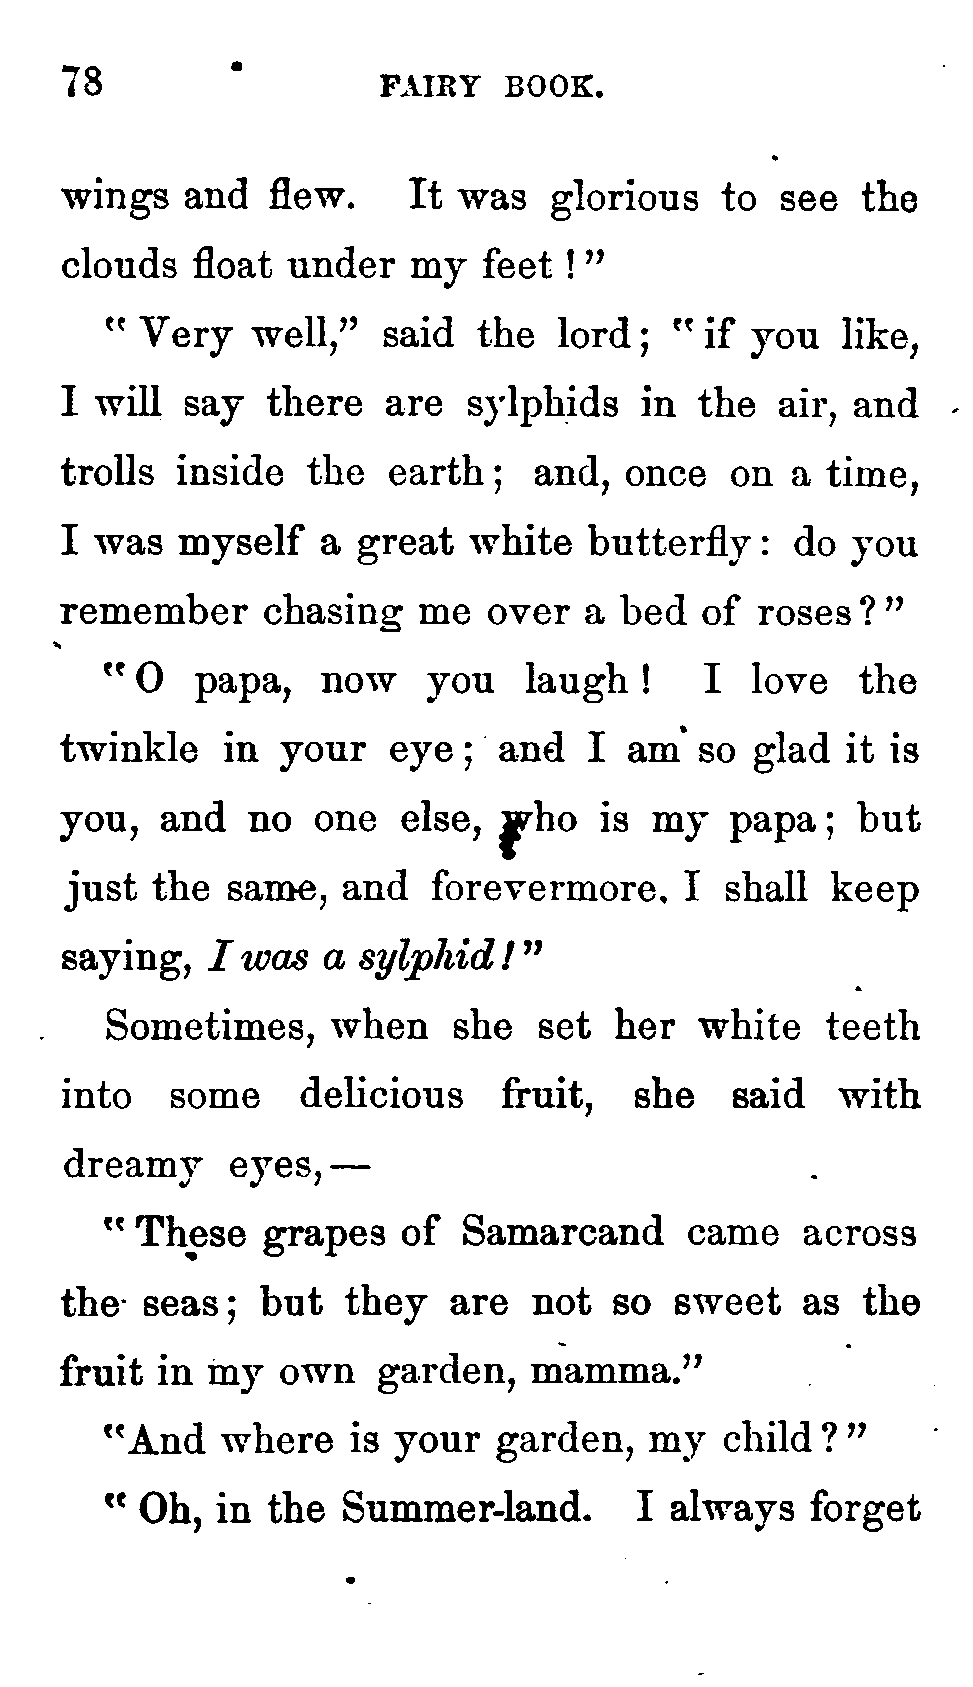 78 FAIRY BOOK.
wings and flew. It was glorious to see the
clouds float under my feet!"
"Very well," said the lord; "if you like,
I will say there are sylphids in the air, and
trolls inside the earth; and, once on a time,
I was myself a great white butterfly: do you
remember chasing me over a bed of roses?"
"O papa, now you laugh! I love the
twinkle in your eye; and I am so glad it is
you, and no one else, who is my papa; but
just the same, and forevermore, I shall keep
saying, I was a sylphid!"
Sometimes, when she set her white teeth
into some delicious fruit, she said with
dreamy eyes,—
"These grapes of Samarcand came across
the seas; but they are not so sweet as the
fruit in my own garden, mamma."
"And where is your garden, my child?"
"Oh, in the Summer-land. I always forget